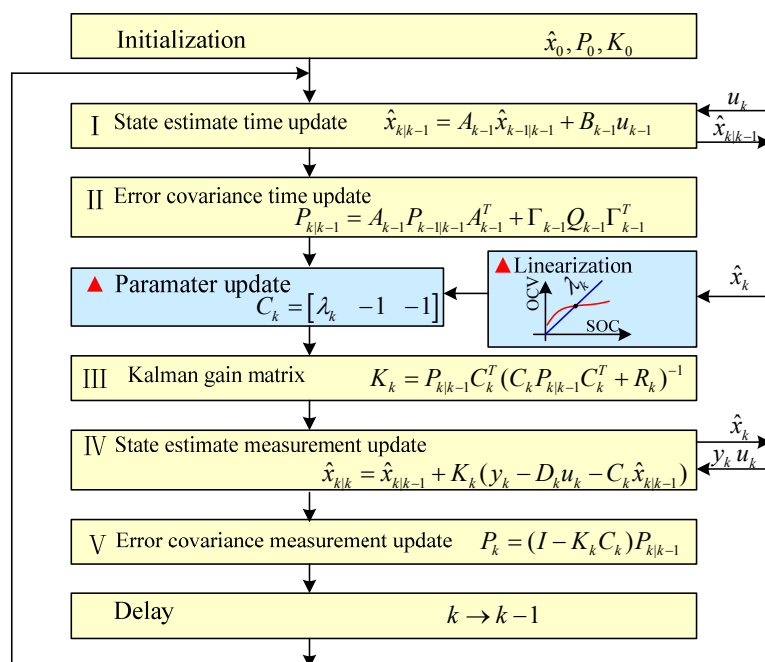 Initialization x̂₀, P₀, K₀
I State estimate time update x̂ₖ|ₖ₋₁ = Aₖ₋₁x̂ₖ₋₁|ₖ₋₁ + Bₖ₋₁uₖ₋₁
uₖ
x̂ₖ|ₖ₋₁
II Error covariance time update
Pₖ|ₖ₋₁ = Aₖ₋₁Pₖ₋₁|ₖ₋₁Aᵀₖ₋₁ + Γₖ₋₁Qₖ₋₁Γᵀₖ₋₁
▲ Paramater update
Cₖ = [λₖ −1 −1]
▲ Linearization
λₖ
OCV
SOC
x̂ₖ
III Kalman gain matrix Kₖ = Pₖ|ₖ₋₁Cₖᵀ(CₖPₖ|ₖ₋₁Cₖᵀ + Rₖ)⁻¹
IV State estimate measurement update
x̂ₖ|ₖ = x̂ₖ|ₖ₋₁ + Kₖ(yₖ − Dₖuₖ − Cₖx̂ₖ|ₖ₋₁)
x̂ₖ
yₖ uₖ
V Error covariance measurement update Pₖ = (I − KₖCₖ)Pₖ|ₖ₋₁
Delay k → k−1